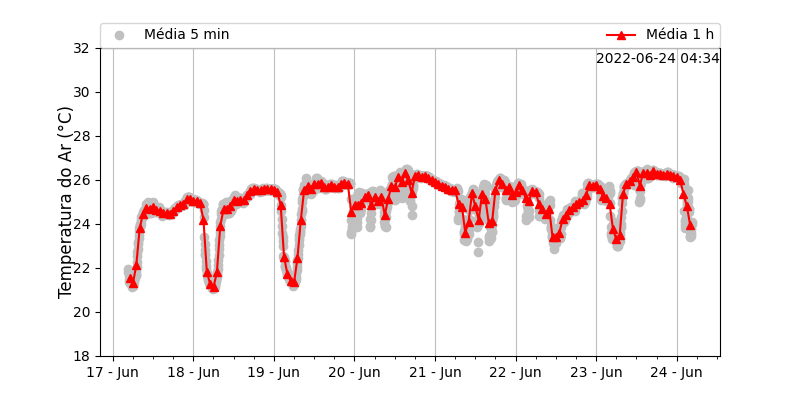 Média 5 min
Média 1 h
2022-06-24 04:34
Temperatura do Ar (°C)
32
30
28
26
24
22
20
18
17 - Jun
18 - Jun
19 - Jun
20 - Jun
21 - Jun
22 - Jun
23 - Jun
24 - Jun